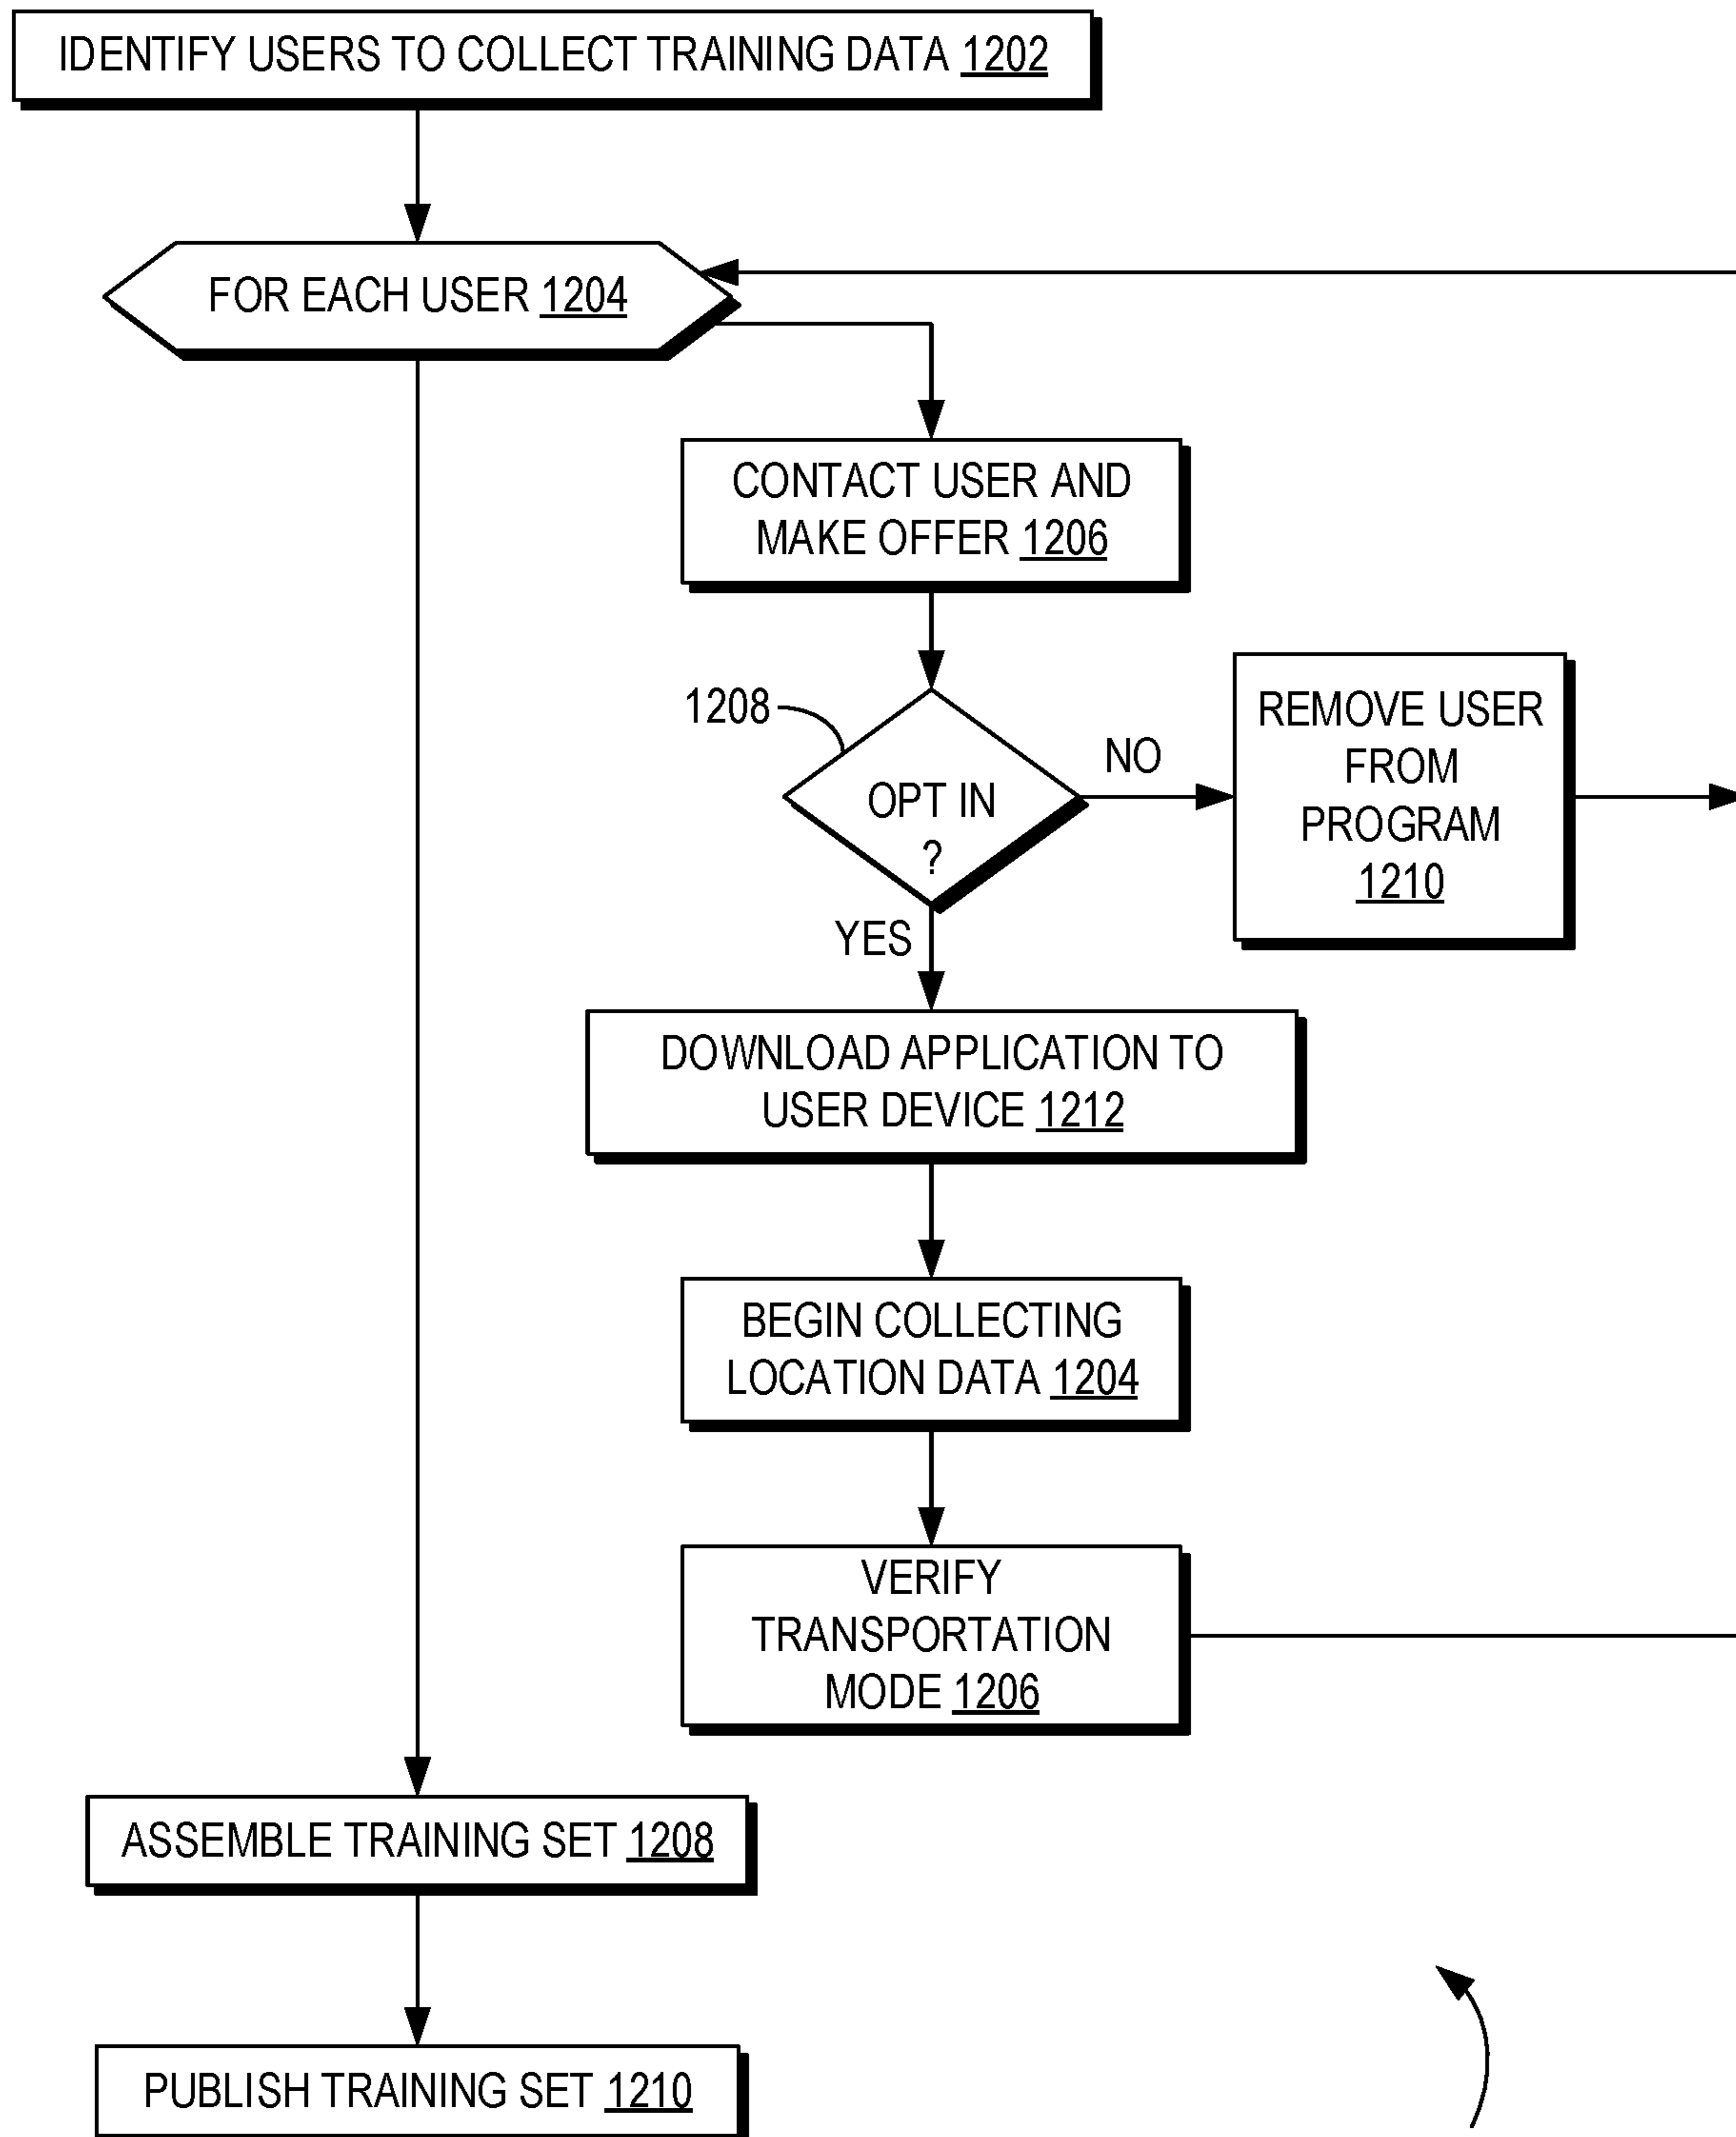 IDENTIFY USERS TO COLLECT TRAINING DATA 1202
FOR EACH USER 1204
CONTACT USER AND
MAKE OFFER 1206
1208
OPT IN
?
NO
REMOVE USER
FROM
PROGRAM
1210
YES
DOWNLOAD APPLICATION TO
USER DEVICE 1212
BEGIN COLLECTING
LOCATION DATA 1204
VERIFY
TRANSPORTATION
MODE 1206
ASSEMBLE TRAINING SET 1208
PUBLISH TRAINING SET 1210